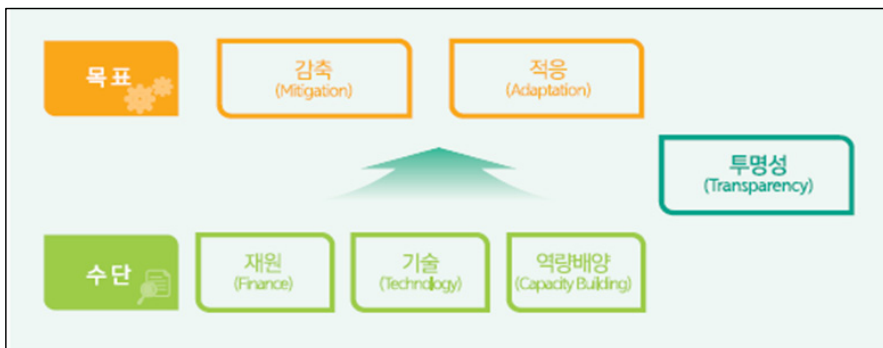 목표
감축
(Mitigation)
적응
(Adaptation)
투명성
(Transparency)
수단
재원
(Finance)
기술
(Technology)
역량배양
(Capacity Building)